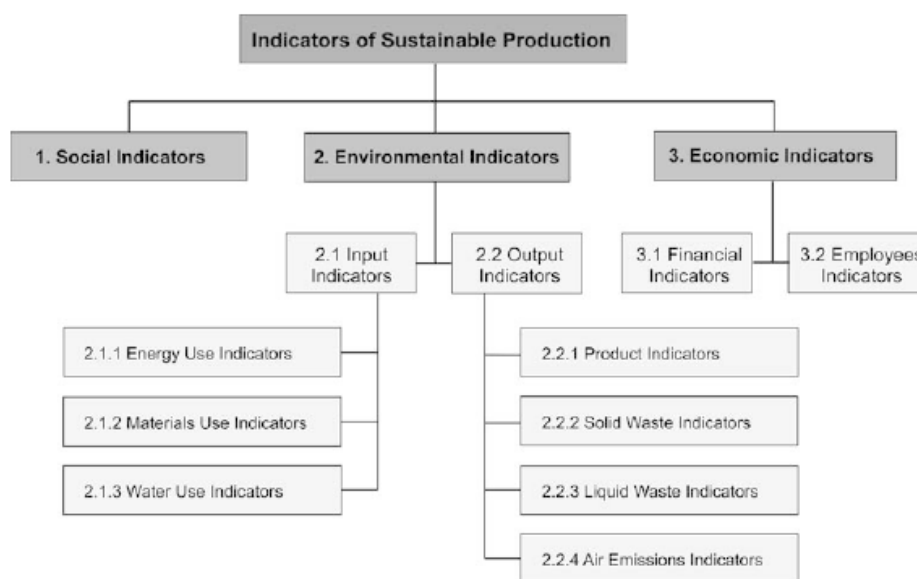 Indicators of Sustainable Production
1. Social Indicators
2. Environmental Indicators
3. Economic Indicators
2.1 Input
Indicators
2.2 Output
Indicators
3.1 Financial
Indicators
3.2 Employees
Indicators
2.1.1 Energy Use Indicators
2.1.2 Materials Use Indicators
2.1.3 Water Use Indicators
2.2.1 Product Indicators
2.2.2 Solid Waste Indicators
2.2.3 Liquid Waste Indicators
2.2.4 Air Emissions Indicators